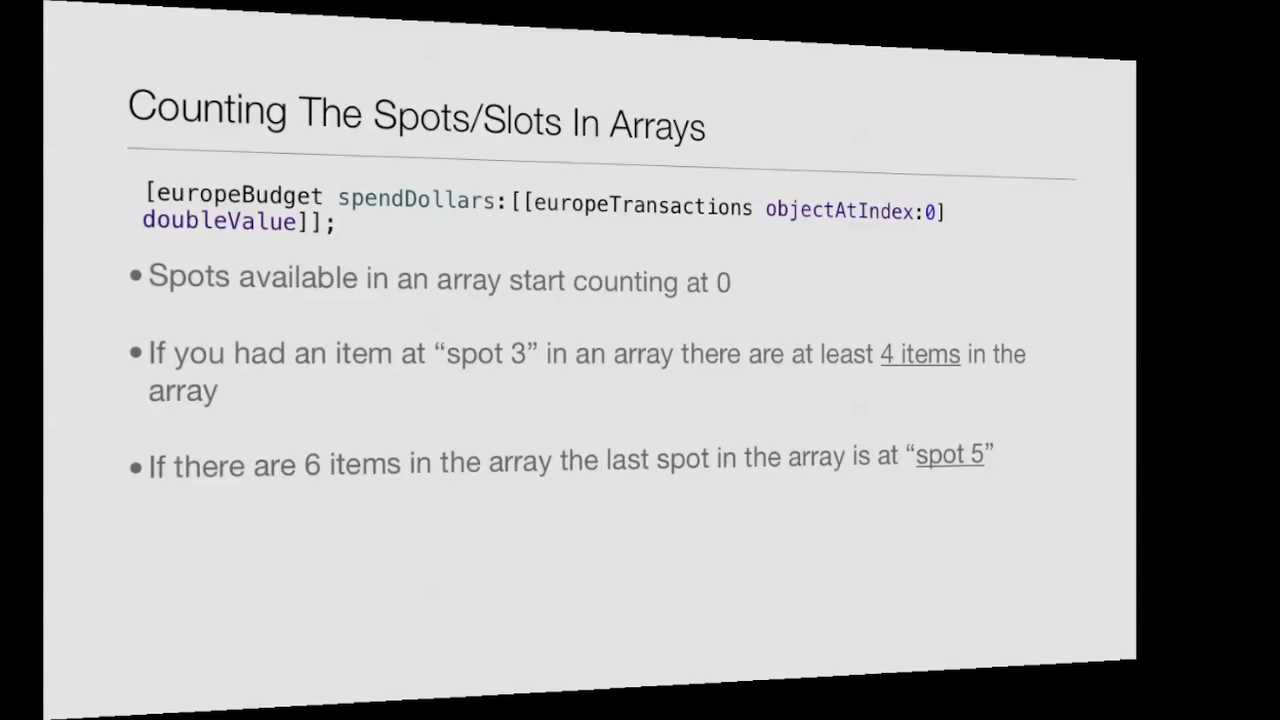 Counting The Spots/Slots In Arrays
[europeBudget spendDollars:[[europeTransactions objectAtIndex:0]
doubleValue]];
• Spots available in an array start counting at 0
• If you had an item at “spot 3” in an array there are at least 4 items in the
array
• If there are 6 items in the array the last spot in the array is at “spot 5”